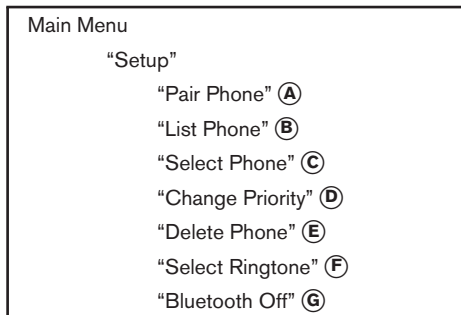 Main Menu
“Setup”
“Pair Phone” Ⓐ
“List Phone” Ⓑ
“Select Phone” Ⓒ
“Change Priority” Ⓓ
“Delete Phone” Ⓔ
“Select Ringtone” Ⓕ
“Bluetooth Off” Ⓖ